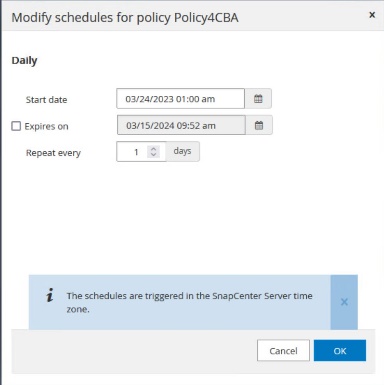 Modify schedules for policy Policy4CBA x
Daily
Start date 03/24/2023 01:00 am
Expires on 03/15/2024 09:52 am
Repeat every 1 days
i The schedules are triggered in the SnapCenter Server time x
zone.
Cancel OK